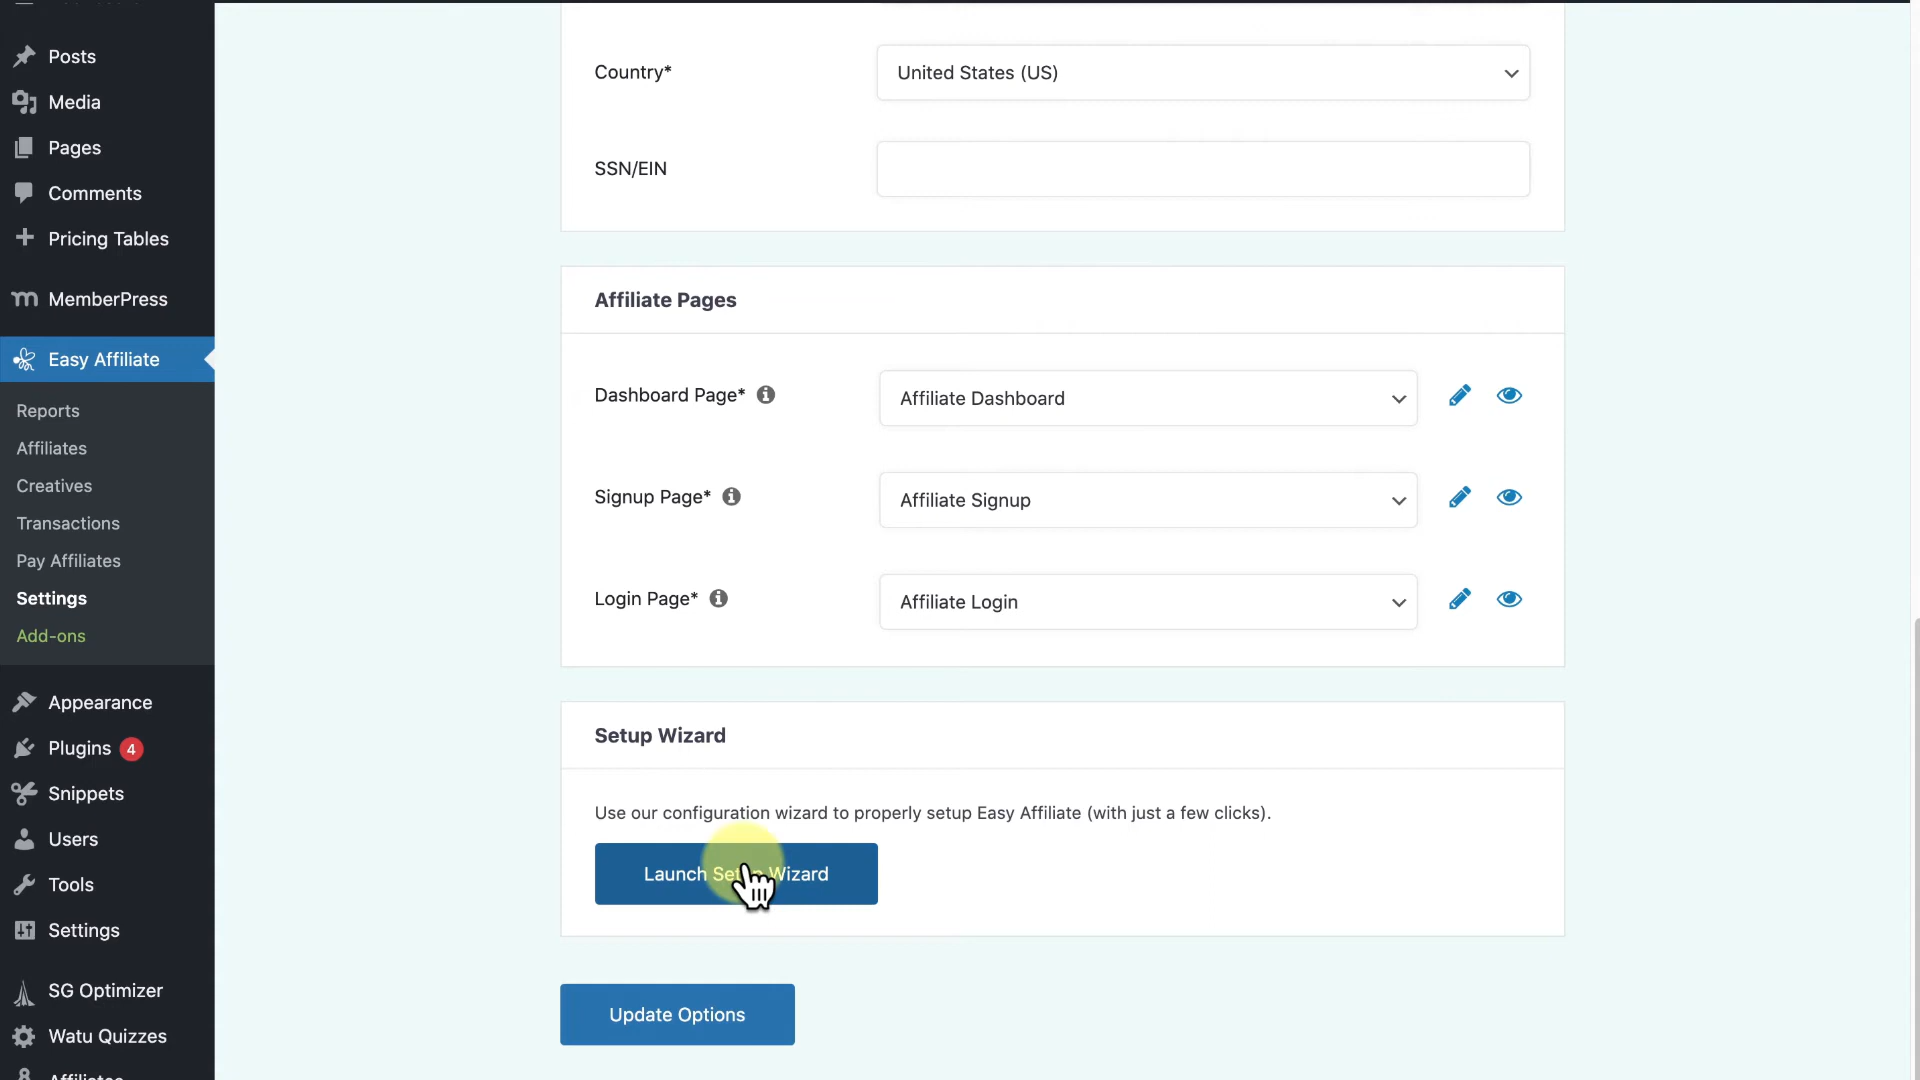 Posts
Media
Pages
Comments
Pricing Tables
MemberPress
Easy Affiliate
Reports
Affiliates
Creatives
Transactions
Pay Affiliates
Settings
Add-ons
Appearance
Plugins 4
Snippets
Users
Tools
Settings
SG Optimizer
Watu Quizzes
Country*
United States (US)
SSN/EIN
Affiliate Pages
Dashboard Page*
Affiliate Dashboard
Signup Page*
Affiliate Signup
Login Page*
Affiliate Login
Setup Wizard
Use our configuration wizard to properly setup Easy Affiliate (with just a few clicks).
Launch Setup Wizard
Update Options